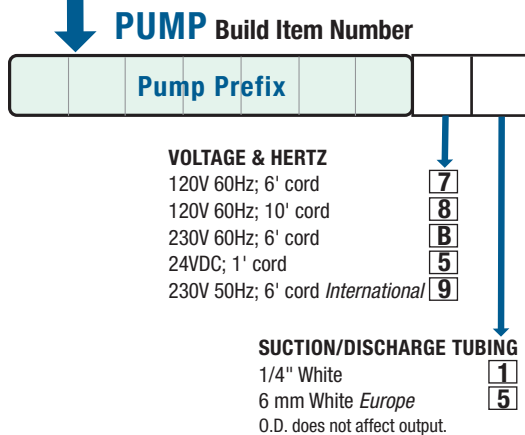 PUMP Build Item Number
Pump Prefix
VOLTAGE & HERTZ
120V 60Hz; 6' cord 7
120V 60Hz; 10' cord 8
230V 60Hz; 6' cord B
24VDC; 1' cord 5
230V 50Hz; 6' cord International 9
SUCTION/DISCHARGE TUBING
1/4" White 1
6 mm White Europe 5
O.D. does not affect output.